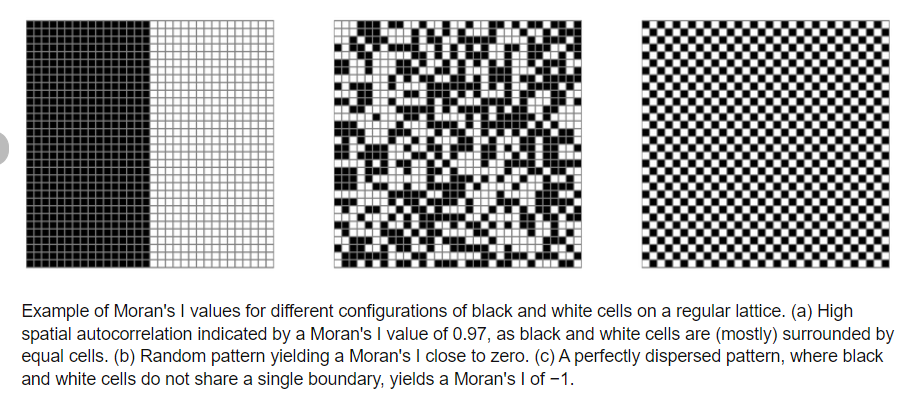 Example of Moran's I values for different configurations of black and white cells on a regular lattice. (a) High
spatial autocorrelation indicated by a Moran's I value of 0.97, as black and white cells are (mostly) surrounded by
equal cells. (b) Random pattern yielding a Moran's I close to zero. (c) A perfectly dispersed pattern, where black
and white cells do not share a single boundary, yields a Moran's I of −1.